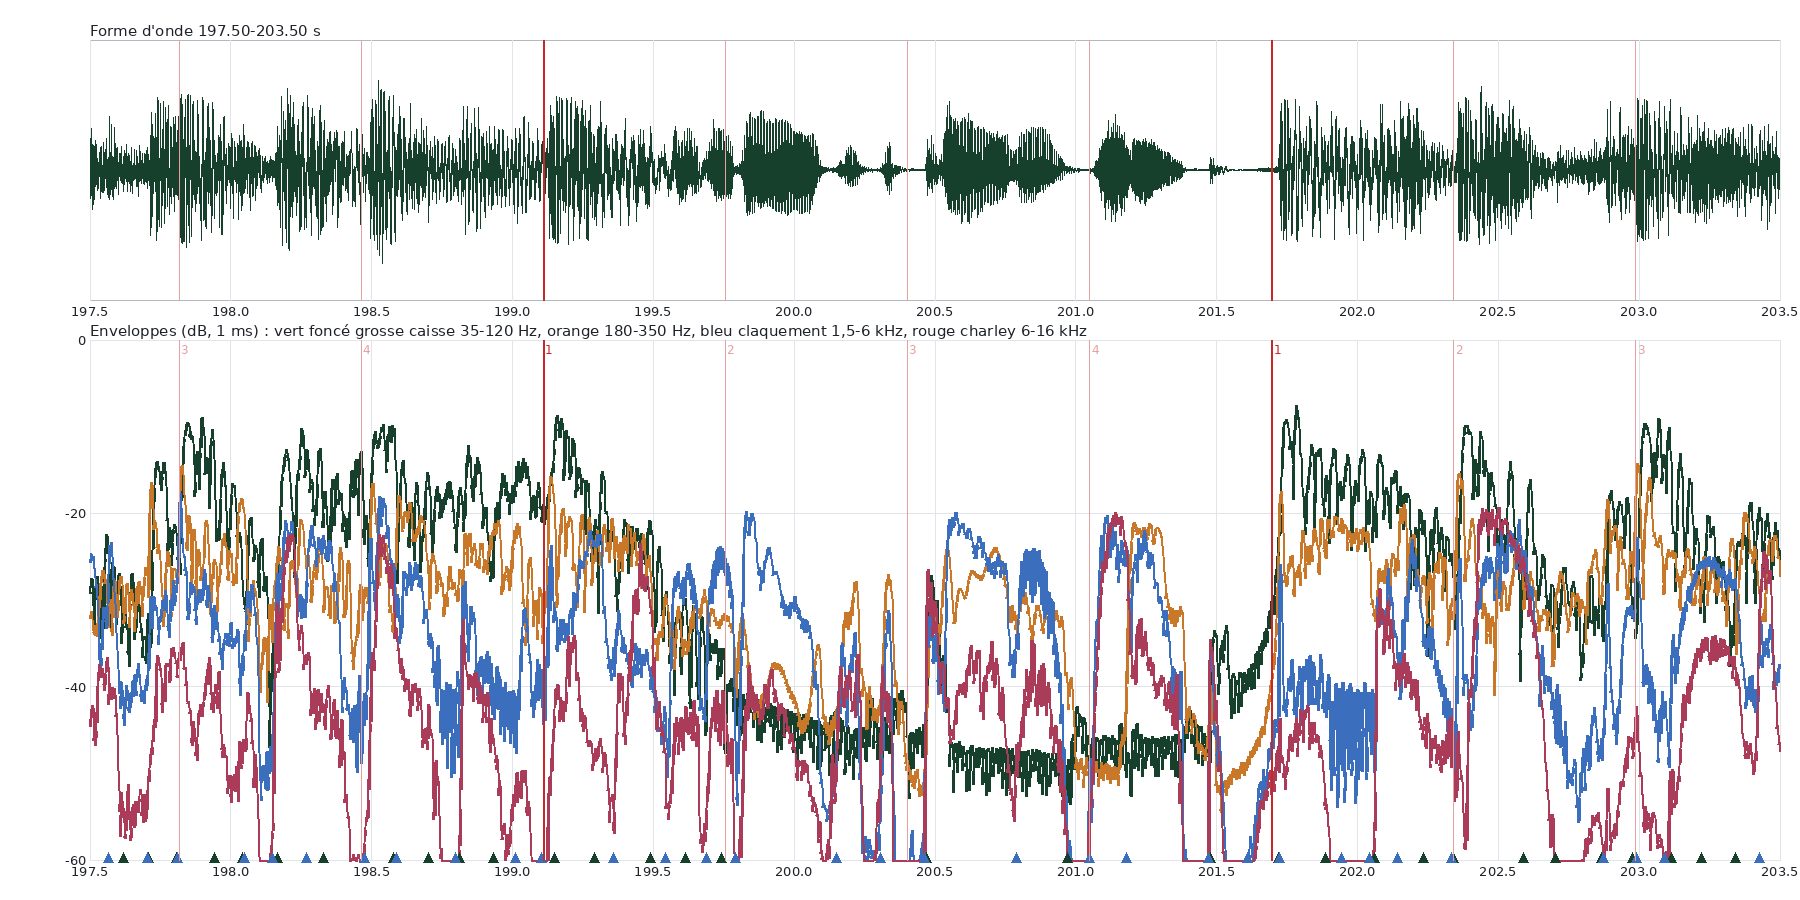 Forme d'onde 197.50-203.50 s
197.5 198.0 198.5 199.0 199.5 200.0 200.5 201.0 201.5 202.0 202.5 203.0 203.5
Enveloppes (dB, 1 ms) : vert foncé grosse caisse 35-120 Hz, orange 180-350 Hz, bleu claquement 1,5-6 kHz, rouge charley 6-16 kHz
0
3 4 1 2 3 4 1 2 3
-20
-40
-60
197.5 198.0 198.5 199.0 199.5 200.0 200.5 201.0 201.5 202.0 202.5 203.0 203.5